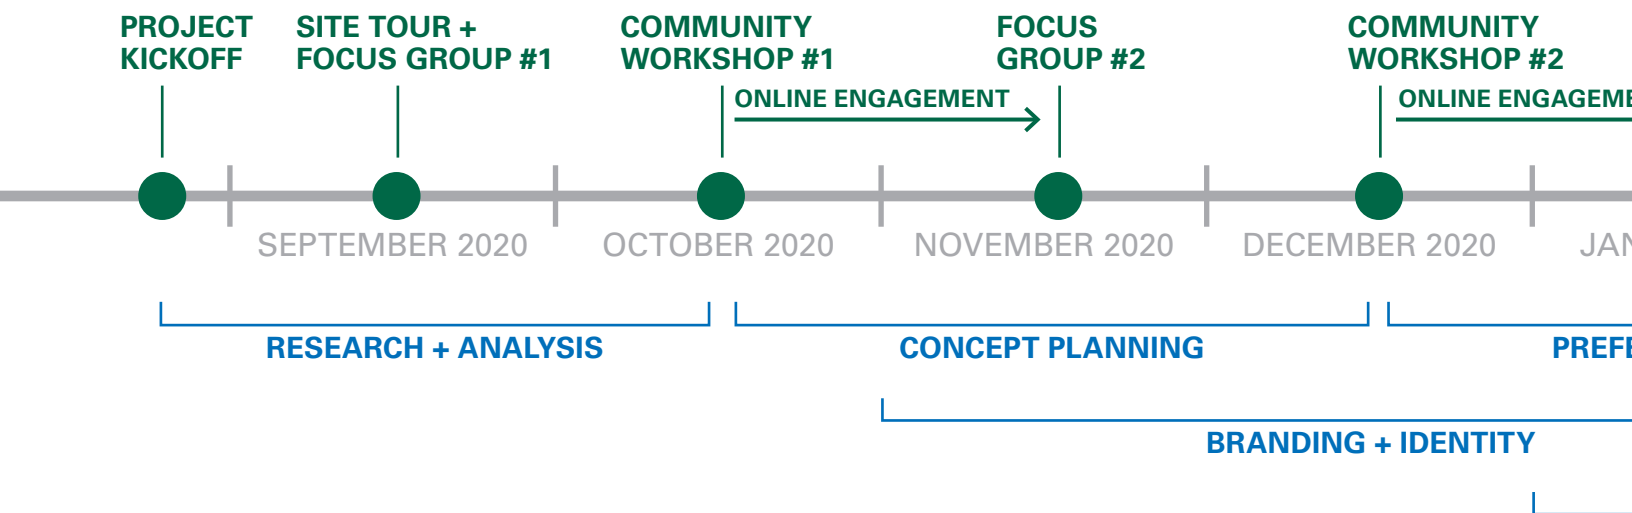 PROJECT
KICKOFF
SITE TOUR +
FOCUS GROUP #1
COMMUNITY
WORKSHOP #1
FOCUS
GROUP #2
COMMUNITY
WORKSHOP #2
ONLINE ENGAGEMENT
ONLINE
SEPTEMBER 2020
OCTOBER 2020
NOVEMBER 2020
DECEMBER 2020
RESEARCH + ANALYSIS
CONCEPT PLANNING
BRANDING + IDENTITY